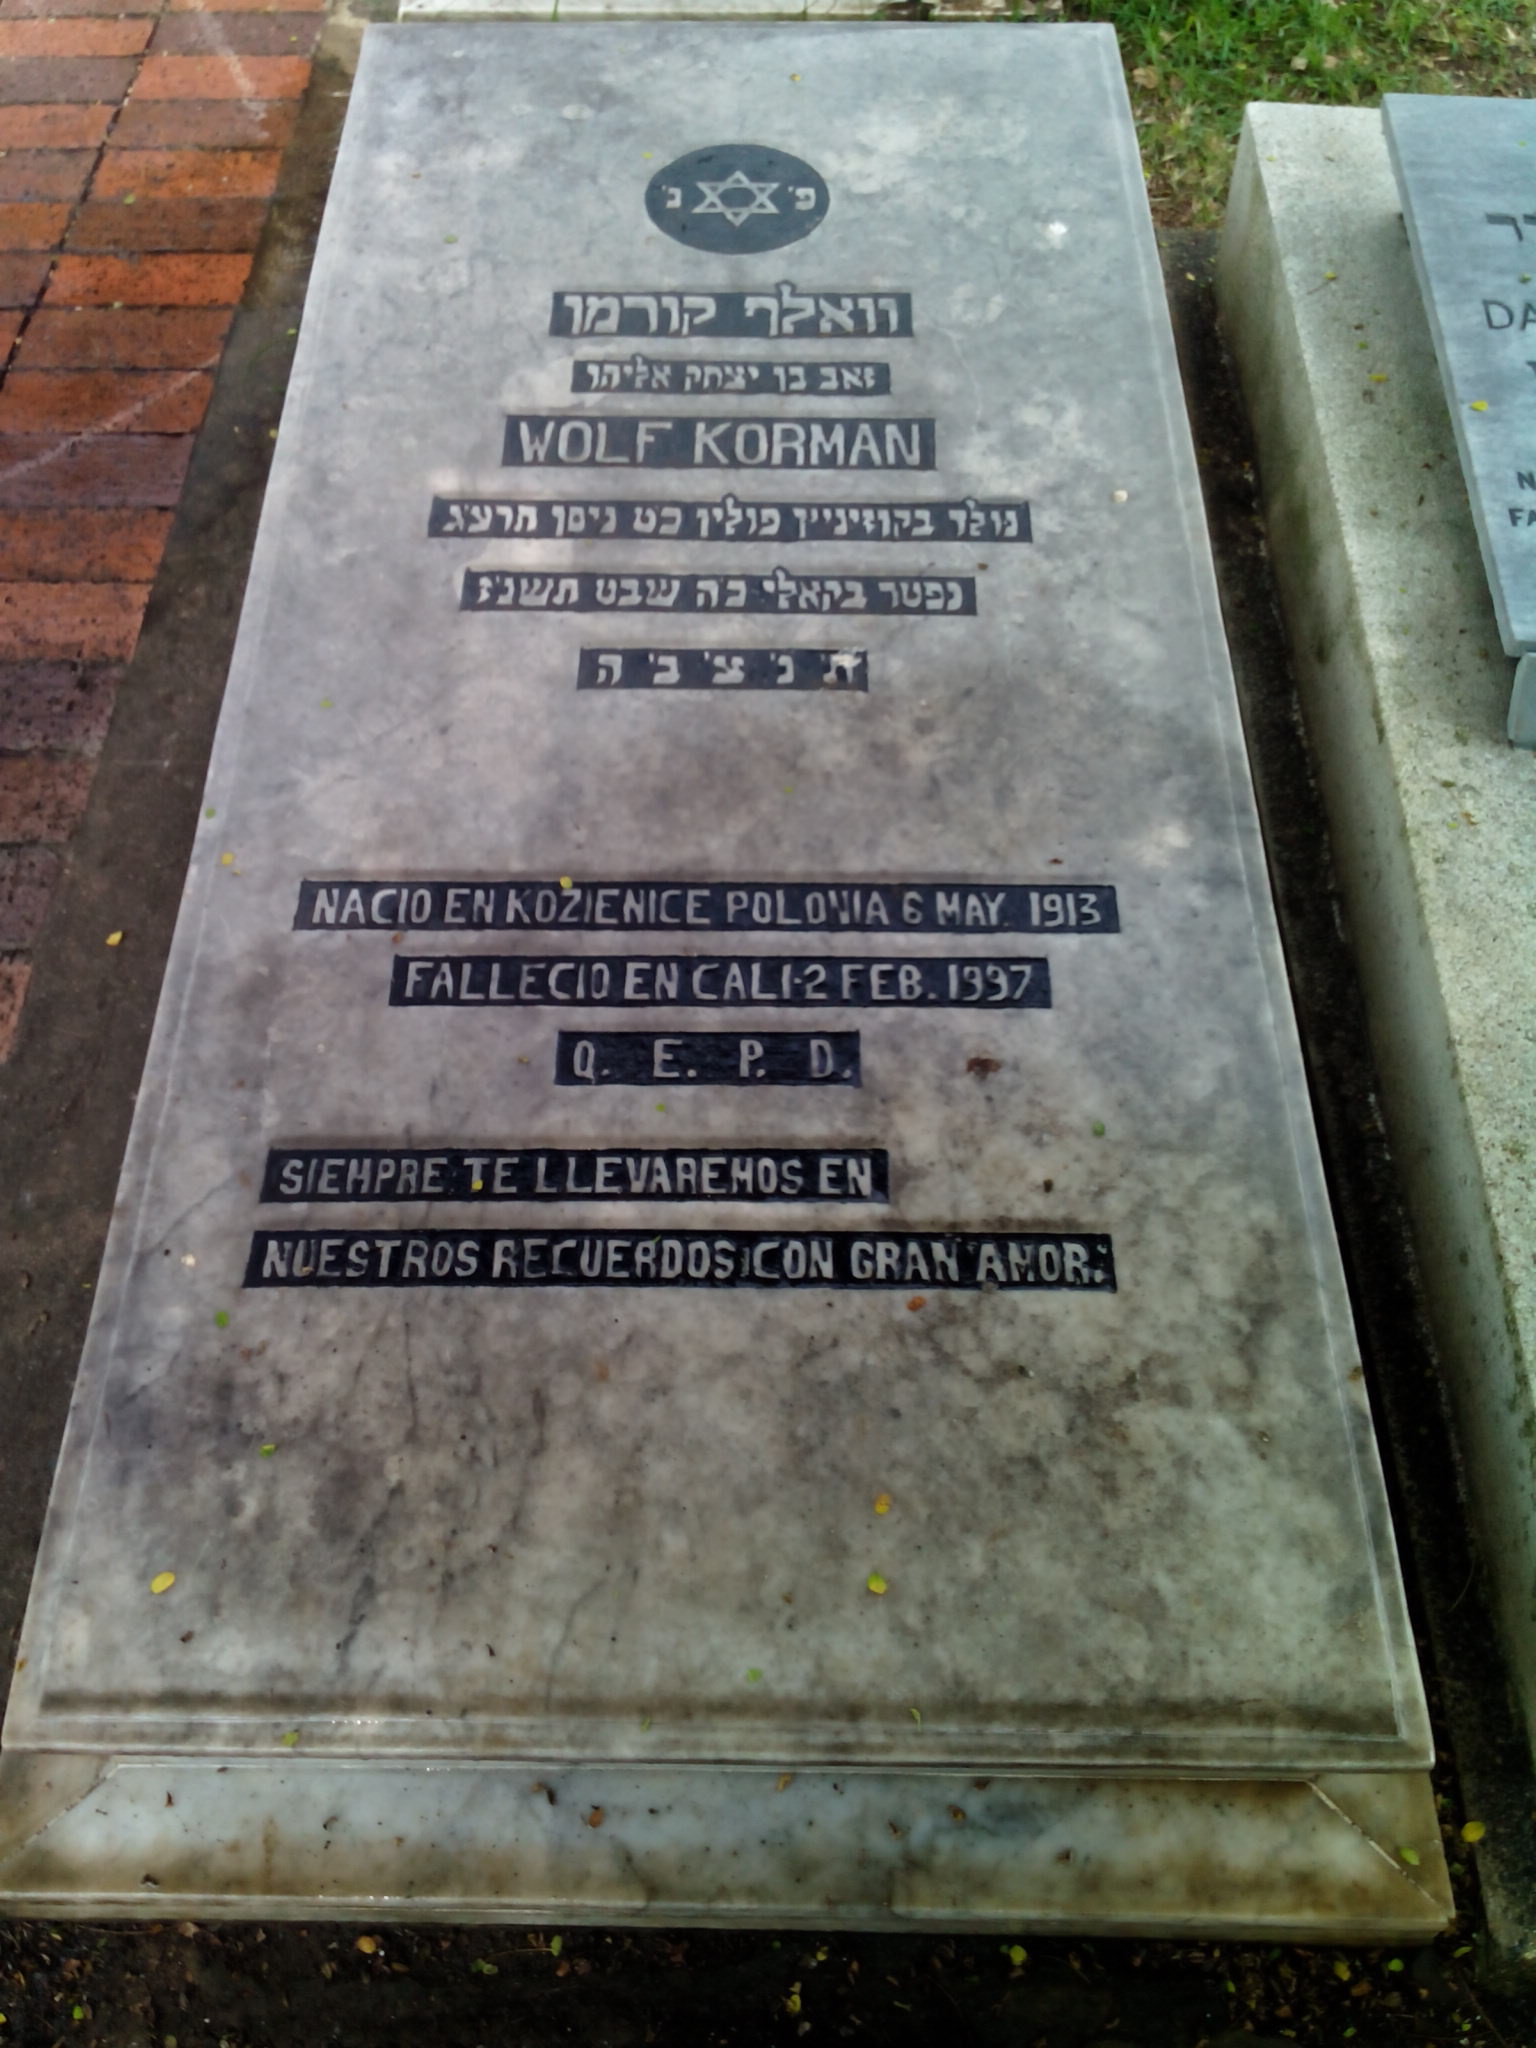 פ' נ'
וואלף קורמן
זאב בן יצחק אליהו
WOLF KORMAN
נולד בקוזיניץ פולין כט ניסן תרע'ג
נפטר בקאלי כ'ה שבט תשנ'ז
ת' נ' צ' ב' ה
NACIO EN KOZIENICE POLONIA 6 MAY. 1913
FALLECIO EN CALI-2 FEB. 1997
Q. E. P. D.
SIEMPRE TE LLEVAREMOS EN
NUESTROS RECUERDOS CON GRAN AMOR.
DA